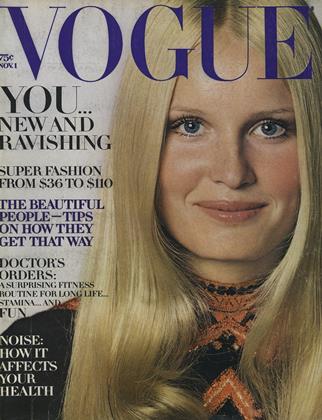 VOGUE
75¢
NOV. 1
YOU...
NEW AND
RAVISHING
SUPER FASHION
FROM $36 TO $110
THE BEAUTIFUL
PEOPLE—TIPS
ON HOW THEY
GET THAT WAY
DOCTOR'S
ORDERS:
A SURPRISING FITNESS
ROUTINE FOR LONG LIFE...
STAMINA... AND
FUN
NOISE:
HOW IT
AFFECTS
YOUR
HEALTH